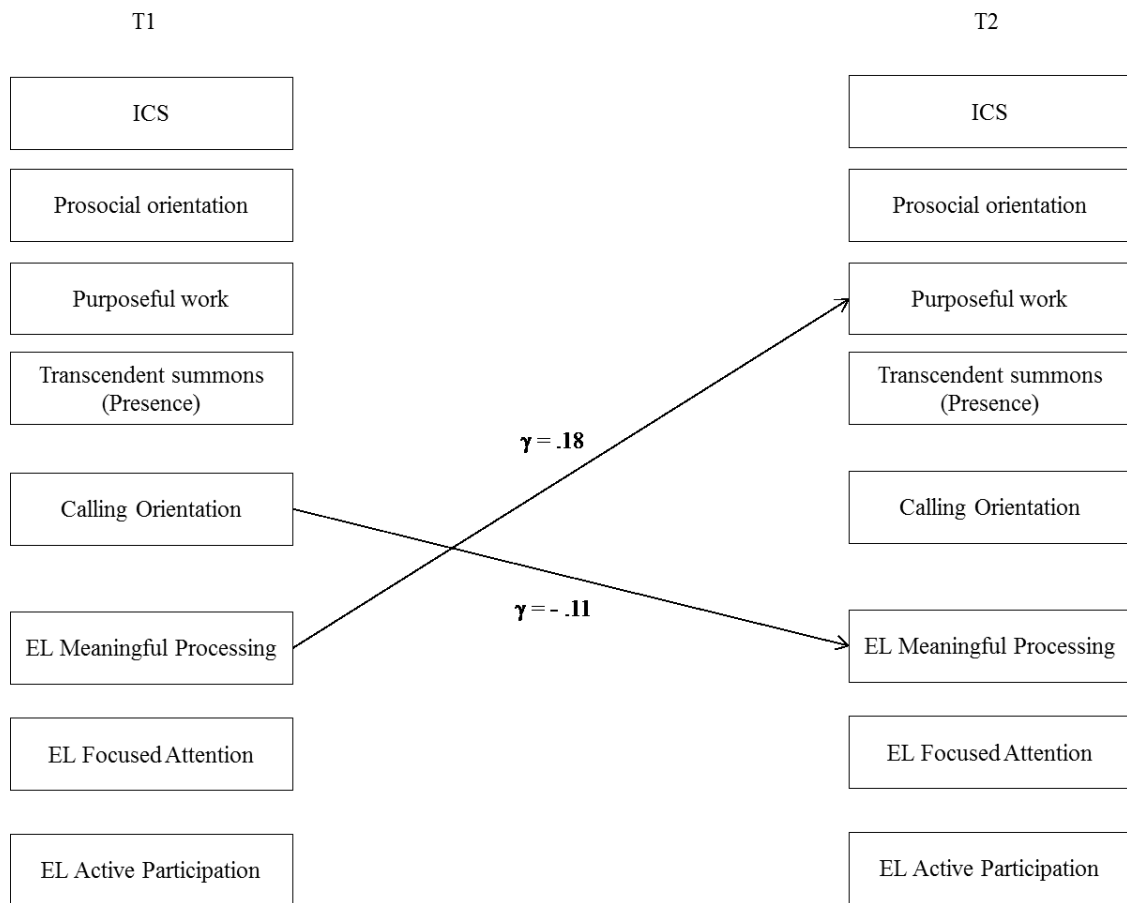 T1
T2
ICS
ICS
Prosocial orientation
Prosocial orientation
Purposeful work
Purposeful work
Transcendent summons
(Presence)
Transcendent summons
(Presence)
γ = .18
Calling Orientation
Calling Orientation
γ = - .11
EL Meaningful Processing
EL Meaningful Processing
EL Focused Attention
EL Focused Attention
EL Active Participation
EL Active Participation